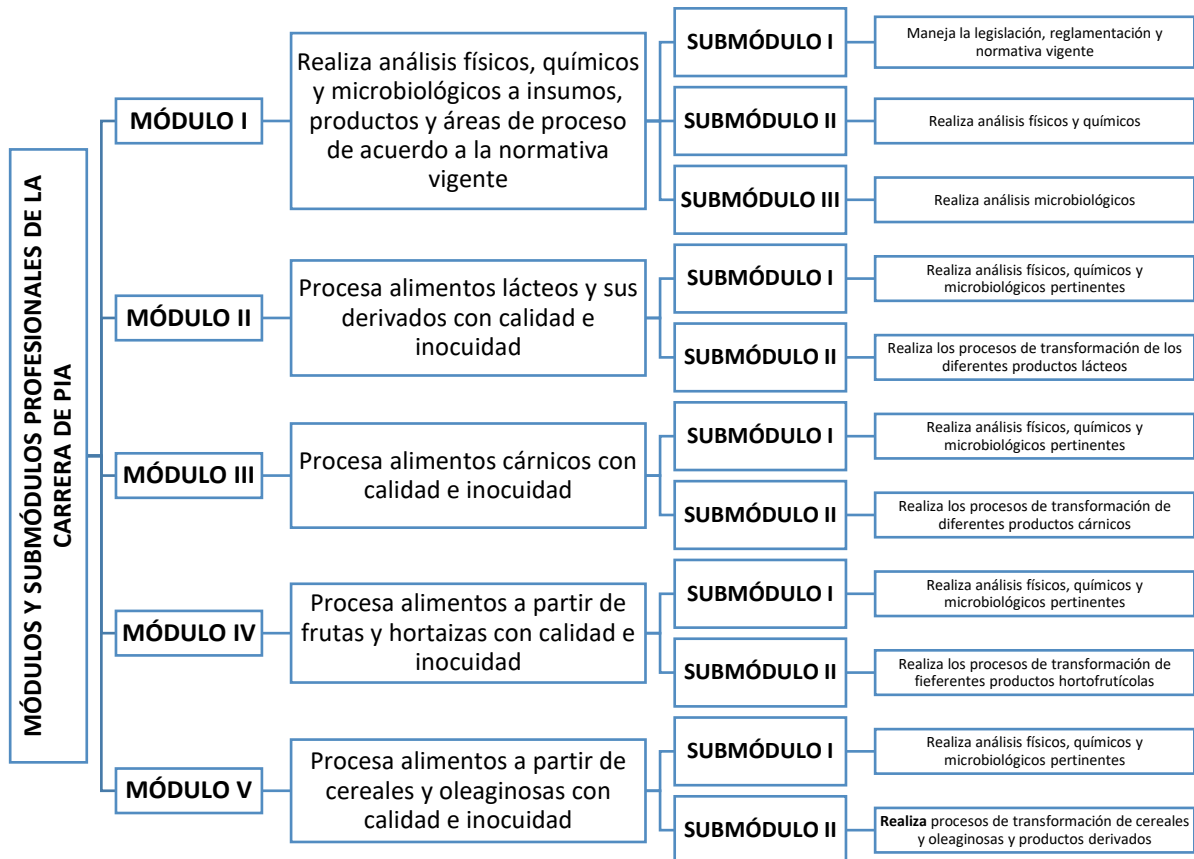 MÓDULOS Y SUBMÓDULOS PROFESIONALES DE LA
CARRERA DE PIA
MÓDULO I
Realiza análisis físicos, químicos
y microbiológicos a insumos,
productos y áreas de proceso
de acuerdo a la normativa
vigente
SUBMÓDULO I
Maneja la legislación, reglamentación y
normativa vigente
SUBMÓDULO II
Realiza análisis físicos y químicos
SUBMÓDULO III
Realiza análisis microbiológicos
MÓDULO II
Procesa alimentos lácteos y sus
derivados con calidad e
inocuidad
SUBMÓDULO I
Realiza análisis físicos, químicos y
microbiológicos pertinentes
SUBMÓDULO II
Realiza los procesos de transformación de los
diferentes productos lácteos
MÓDULO III
Procesa alimentos cárnicos con
calidad e inocuidad
SUBMÓDULO I
Realiza análisis físicos, químicos y
microbiológicos pertinentes
SUBMÓDULO II
Realiza los procesos de transformación de
diferentes productos cárnicos
MÓDULO IV
Procesa alimentos a partir de
frutas y hortaizas con calidad e
inocuidad
SUBMÓDULO I
Realiza análisis físicos, químicos y
microbiológicos pertinentes
SUBMÓDULO II
Realiza los procesos de transformación de
fieferentes productos hortofrutícolas
MÓDULO V
Procesa alimentos a partir de
cereales y oleaginosas con
calidad e inocuidad
SUBMÓDULO I
Realiza análisis físicos, químicos y
microbiológicos pertinentes
SUBMÓDULO II
Realiza procesos de transformación de cereales
y oleaginosas y productos derivados